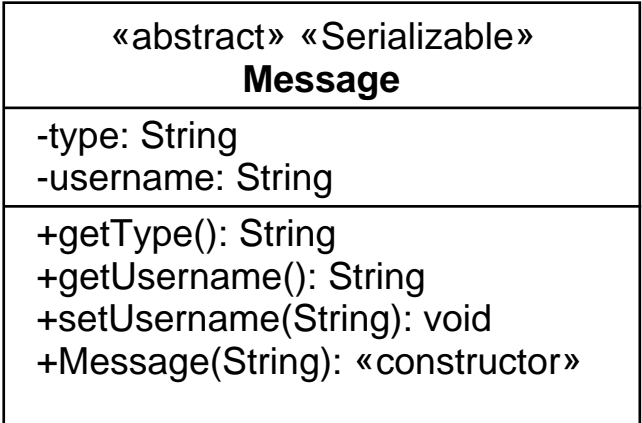 «abstract» «Serializable»
Message
-type: String
-username: String
+getType(): String
+getUsername(): String
+setUsername(String): void
+Message(String): «constructor»